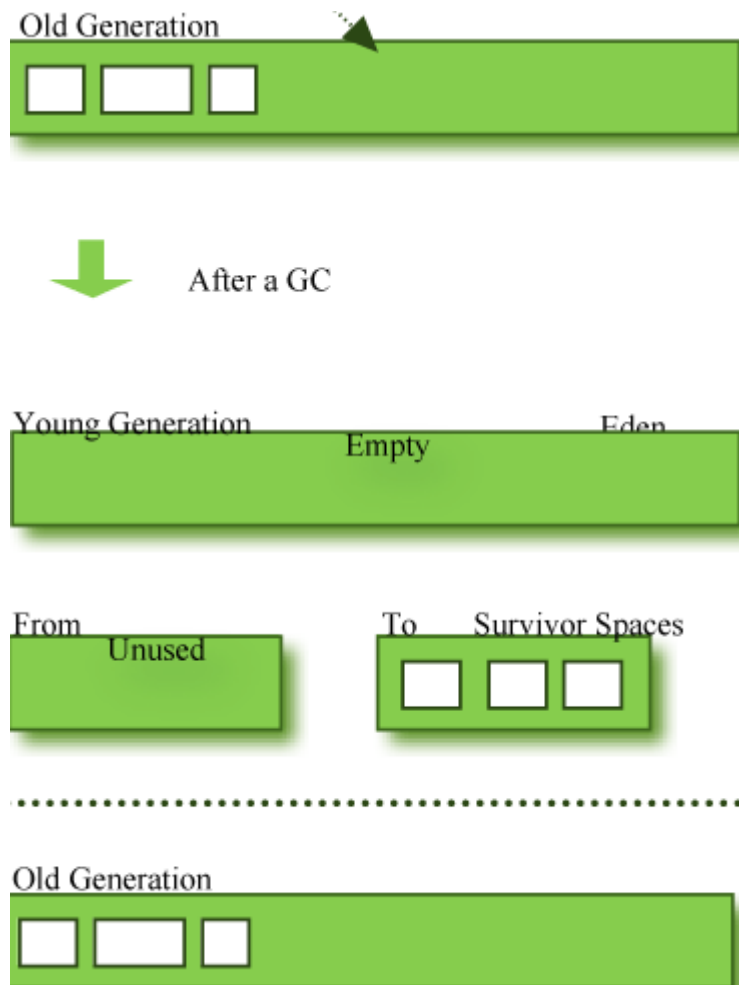 Old Generation
After a GC
Young Generation Eden
Empty
From To Survivor Spaces
Unused
Old Generation